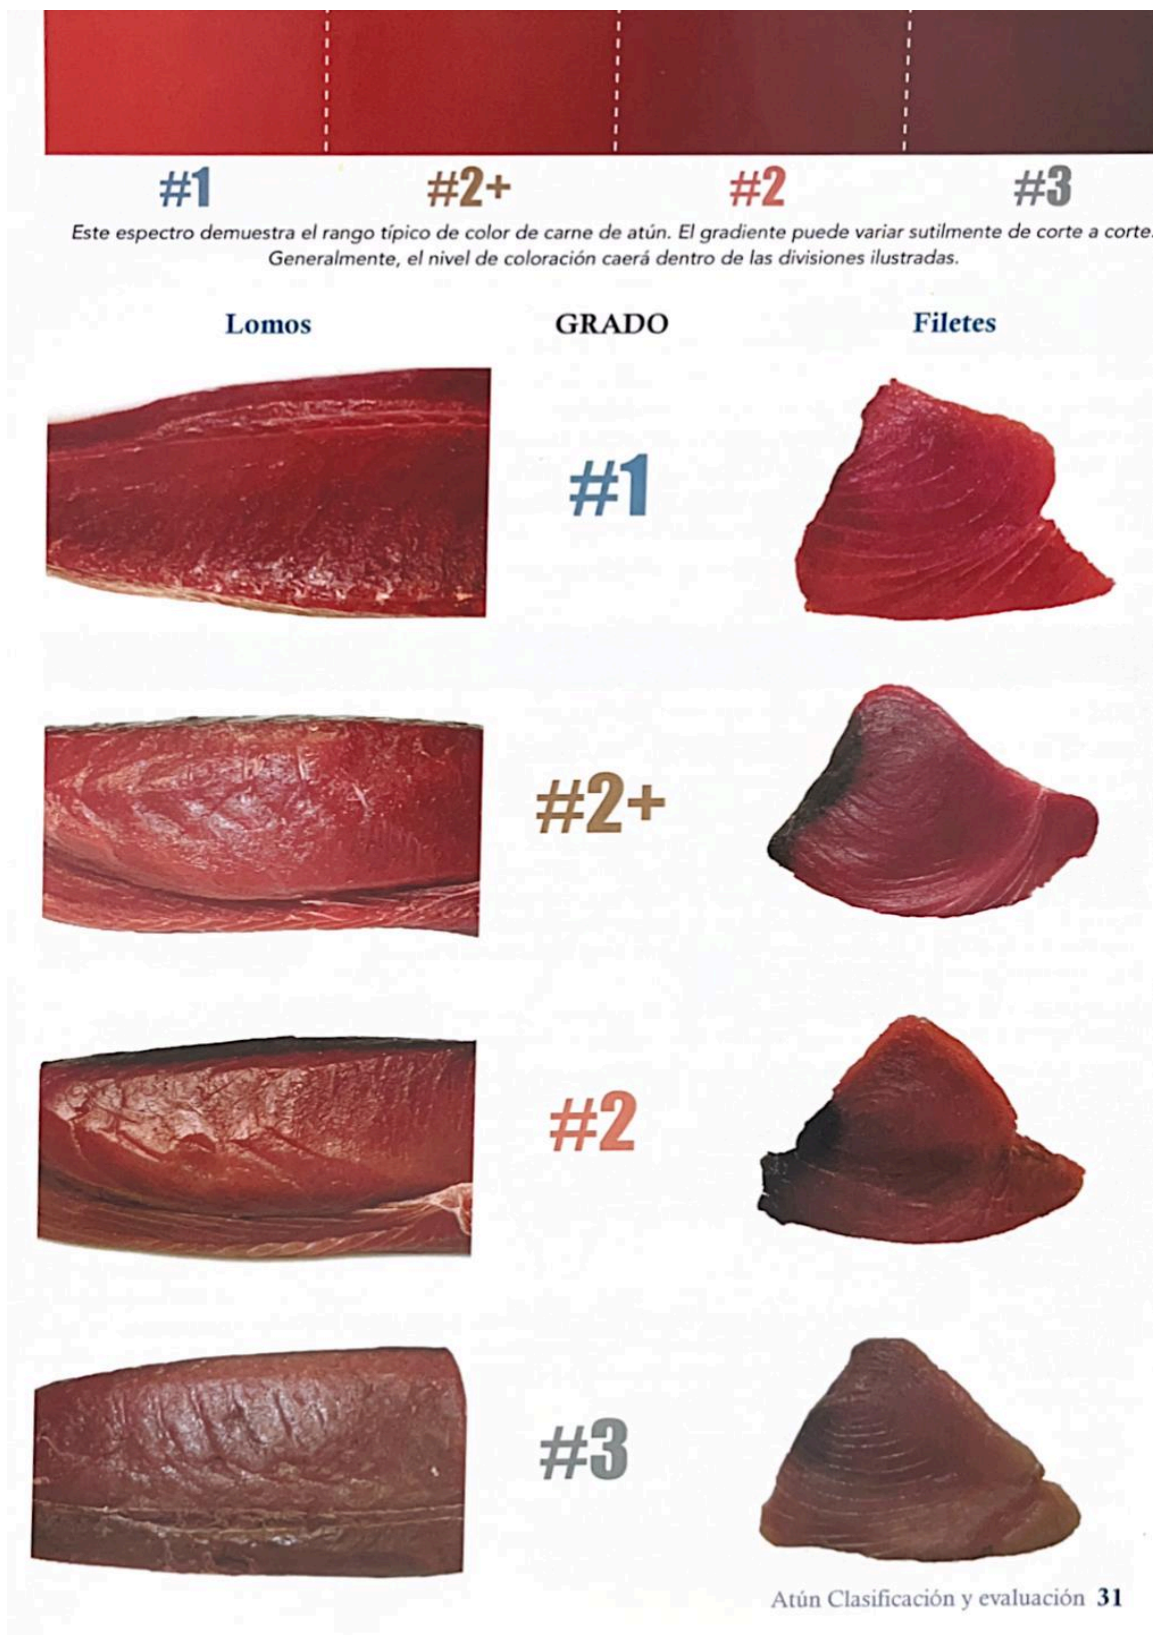 #1 #2+ #2 #3
Este espectro demuestra el rango típico de color de carne de atún. El gradiente puede variar sutilmente de corte a corte.
Generalmente, el nivel de coloración caerá dentro de las divisiones ilustradas.
Lomos GRADO Filetes
#1
#2+
#2
#3
Atún Clasificación y evaluación 31